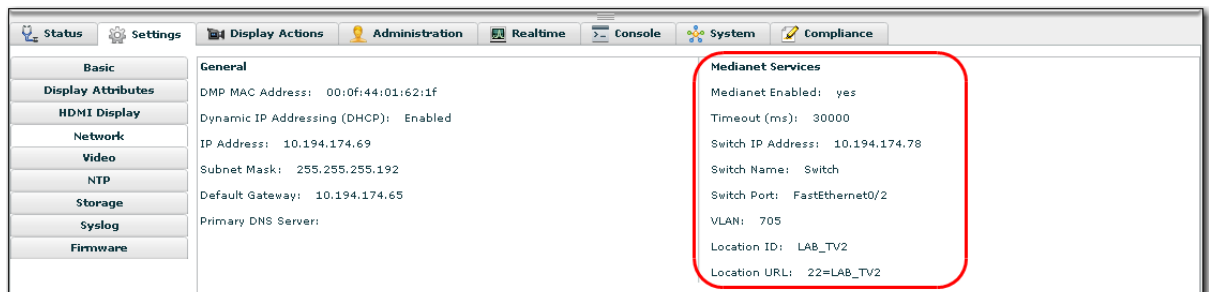 Status Settings Display Actions Administration Realtime Console System Compliance
Basic
Display Attributes
HDMI Display
Network
Video
NTP
Storage
Syslog
Firmware
General
DMP MAC Address: 00:0f:44:01:62:1f
Dynamic IP Addressing (DHCP): Enabled
IP Address: 10.194.174.69
Subnet Mask: 255.255.255.192
Default Gateway: 10.194.174.65
Primary DNS Server:
Medianet Services
Medianet Enabled: yes
Timeout (ms): 30000
Switch IP Address: 10.194.174.78
Switch Name: Switch
Switch Port: FastEthernet0/2
VLAN: 705
Location ID: LAB_TV2
Location URL: 22=LAB_TV2